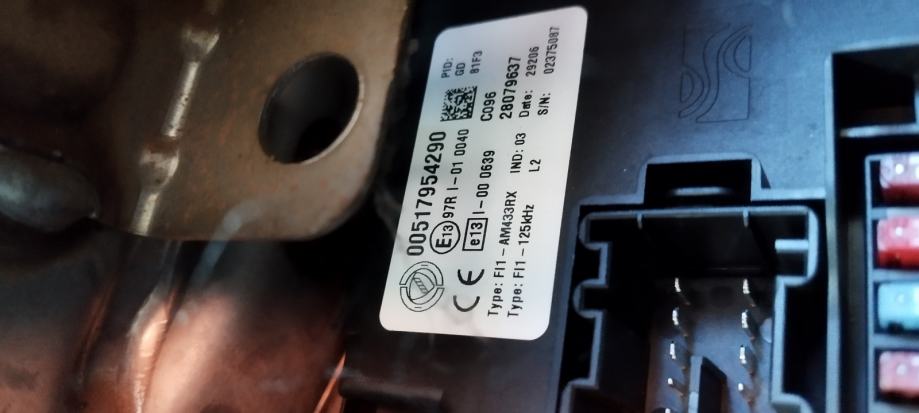 00517954290
E13 97R I-01 0040
e13 I-00 0639
CE
Type: FI1-AM433RX IND: 03
Type: FI1-125kHz L2
PID:
GD
81F3
C096
28079637
Date: 29206
S/N: 02375087